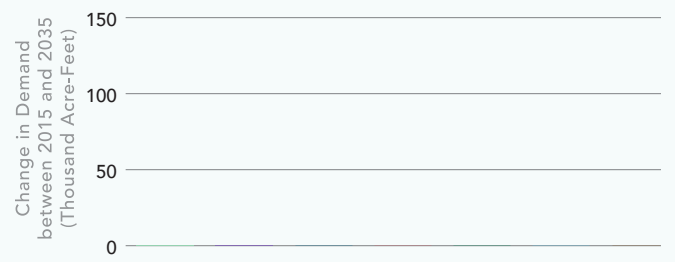 Change in Demand
between 2015 and 2035
(Thousand Acre-Feet)
150
100
50
0